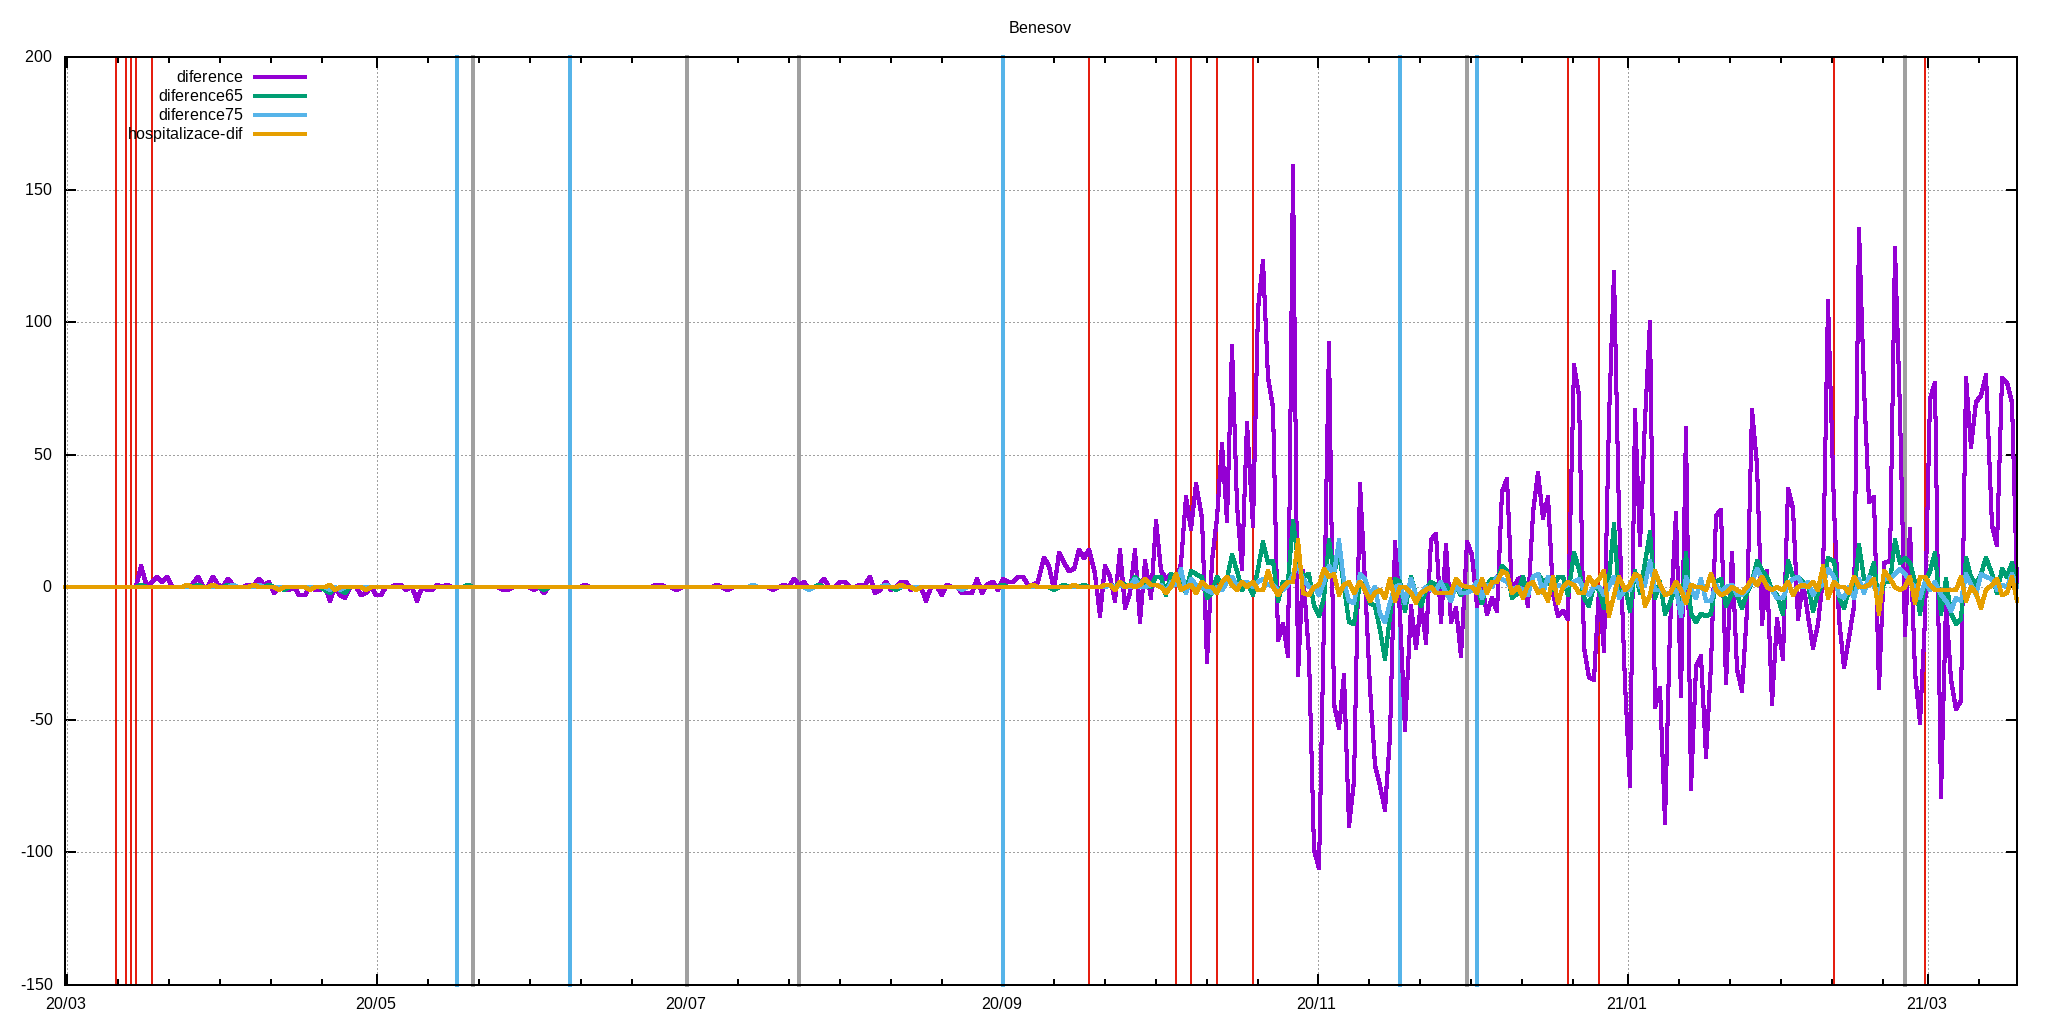 Benesov
200
150
100
50
0
-50
-100
-150
diference
diference65
diference75
hospitalizace-dif
20/03 20/05 20/07 20/09 20/11 21/01 21/03